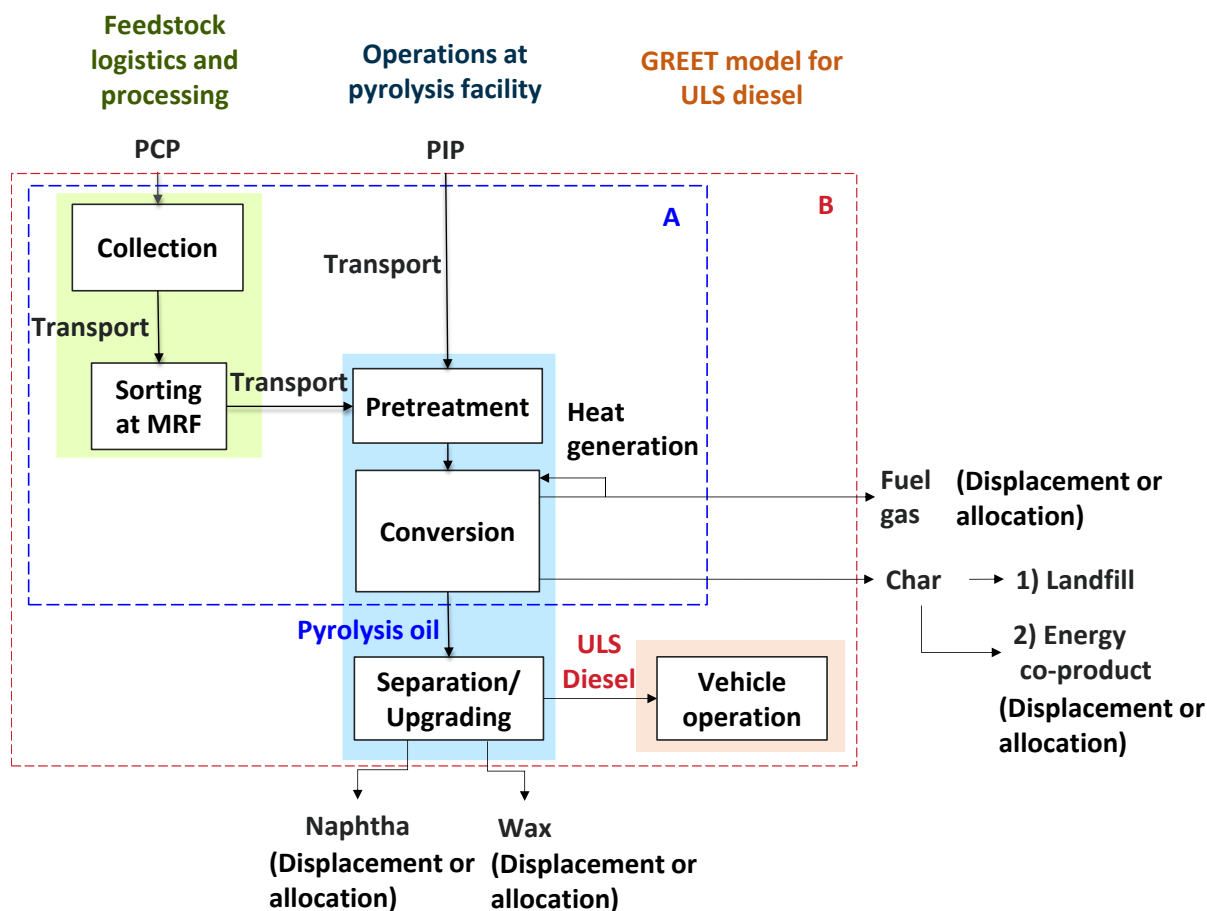 Feedstock
logistics and
processing
Operations at
pyrolysis facility
GREET model for
ULS diesel
PCP
PIP
A
B
Collection
Transport
Transport
Sorting
at MRF
Transport
Pretreatment
Heat
generation
Conversion
Fuel
gas
(Displacement or
allocation)
Char
1) Landfill
2) Energy
co-product
(Displacement or
allocation)
Pyrolysis oil
ULS
Diesel
Separation/
Upgrading
Vehicle
operation
Naphtha
(Displacement or
allocation)
Wax
(Displacement or
allocation)